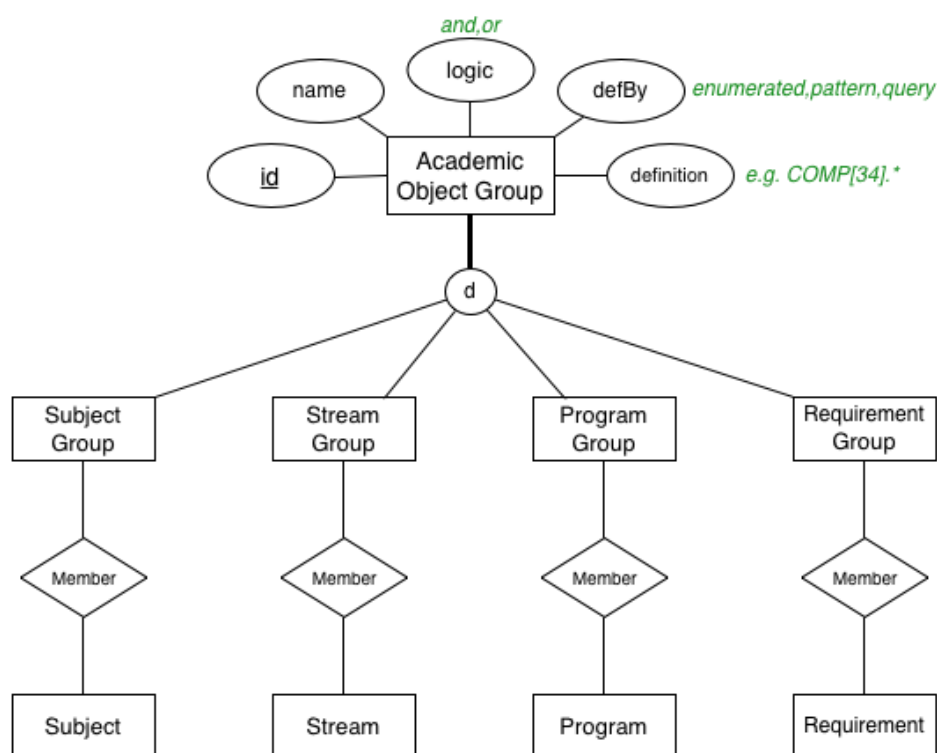 and,or
logic
name
defBy
enumerated,pattern,query
Academic
Object Group
id
definition
e.g. COMP[34].*
d
Subject
Group
Stream
Group
Program
Group
Requirement
Group
Member
Member
Member
Member
Subject
Stream
Program
Requirement